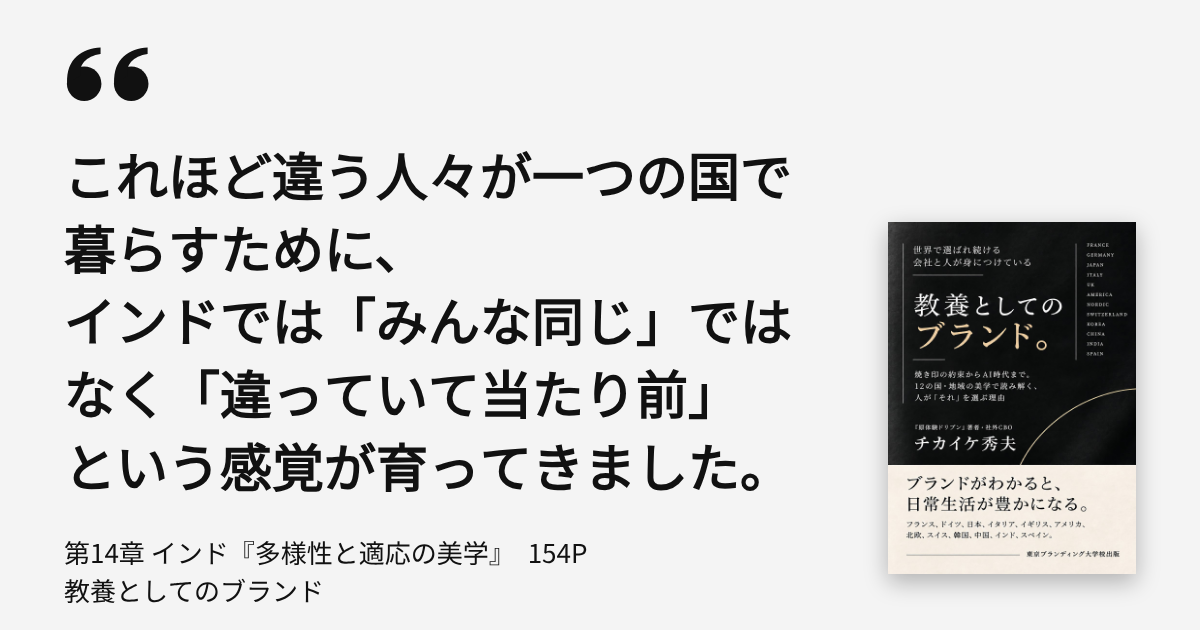 “
これほど違う人々が一つの国で
暮らすために、
インドでは「みんな同じ」では
なく「違っていて当たり前」
という感覚が育ってきました。
第14章 インド『多様性と適応の美学』 154P
教養としてのブランド
世界で選ばれ続ける
会社と人が身につけている
教養としての
ブランド。
焼き印の約束からAI時代まで。
12の国・地域の美学で読み解く、
人が「それ」を選ぶ理由
『原体験ドリブン』著者・社外CBO
チカイケ秀夫
FRANCE
GERMANY
JAPAN
ITALY
UK
AMERICA
NORDIC
SWITZERLAND
KOREA
CHINA
INDIA
SPAIN
ブランドがわかると、
日常生活が豊かになる。
フランス、ドイツ、日本、イタリア、イギリス、アメリカ、
北欧、スイス、韓国、中国、インド、スペイン。
東京ブランディング大学校出版